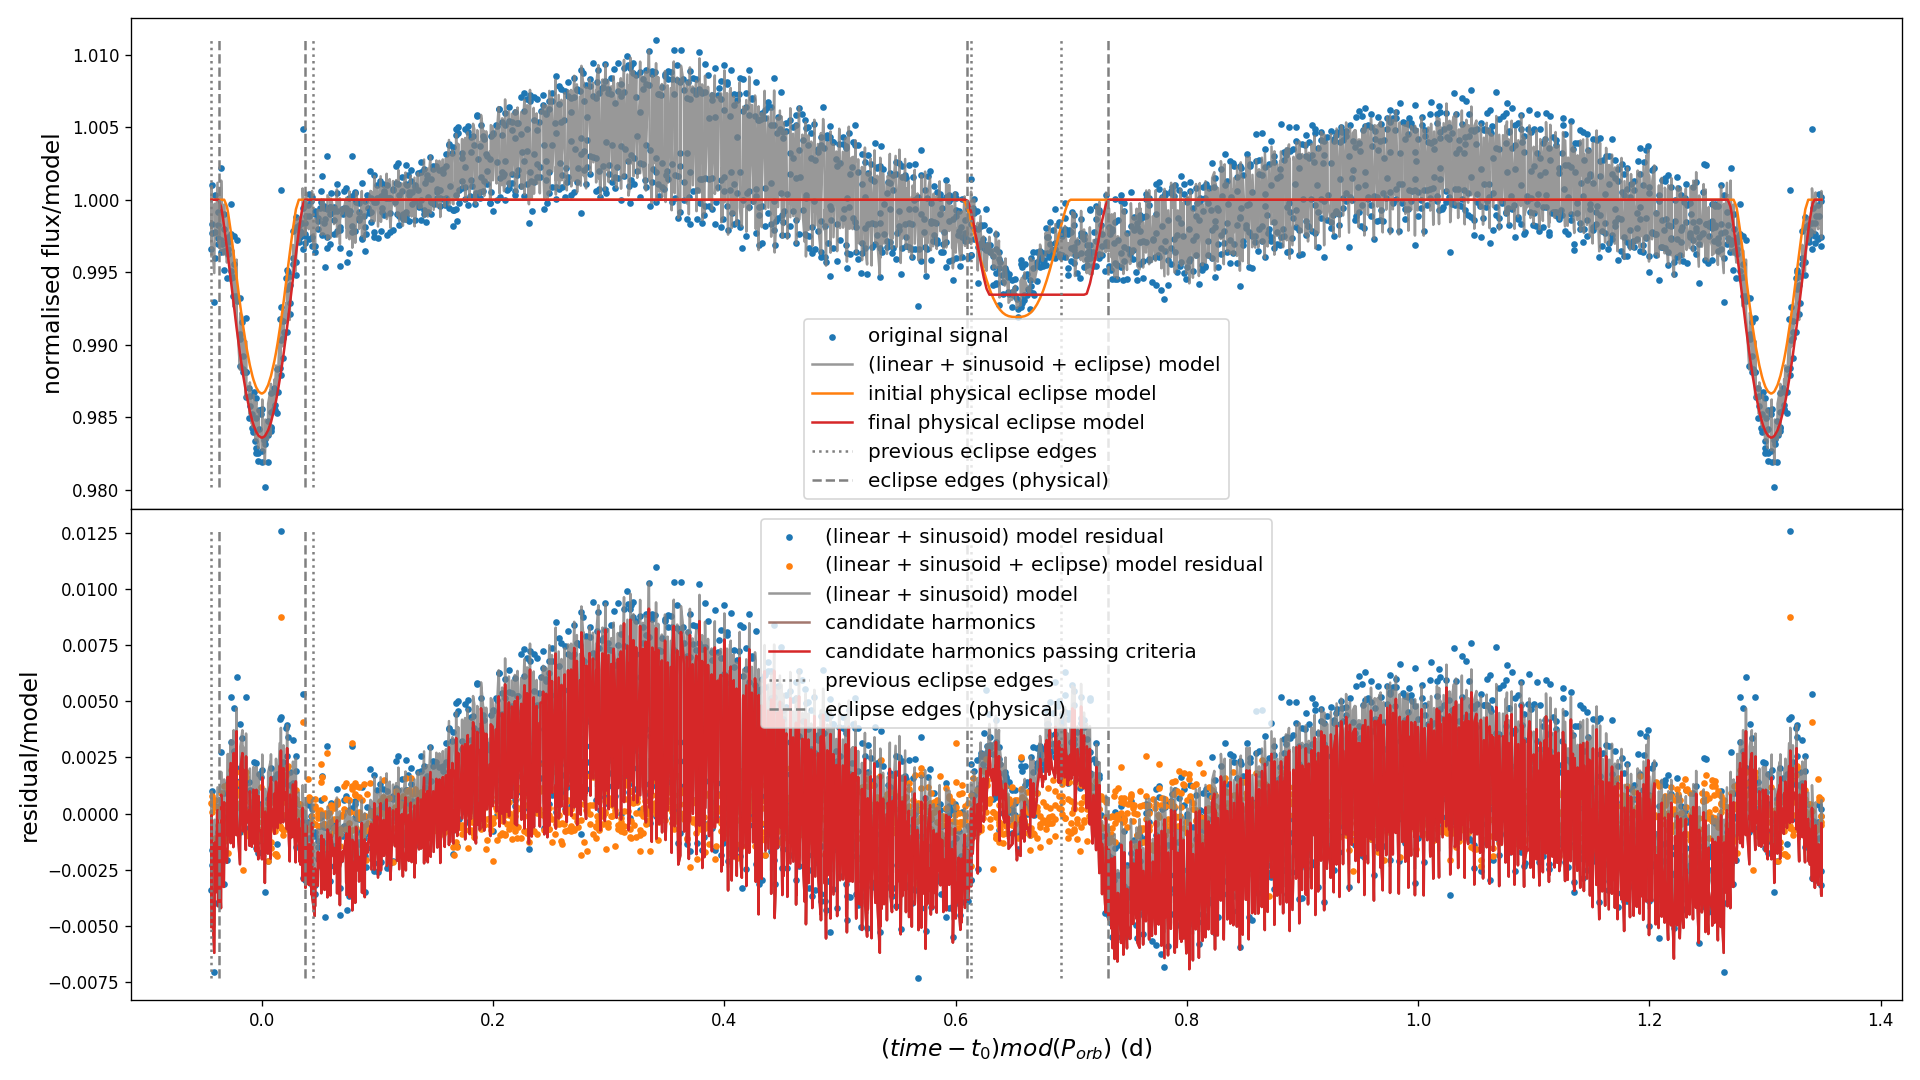 normalised flux/model
1.010
1.005
1.000
0.995
0.990
0.985
0.980
original signal
(linear + sinusoid + eclipse) model
initial physical eclipse model
final physical eclipse model
previous eclipse edges
eclipse edges (physical)
residual/model
0.0125
0.0100
0.0075
0.0050
0.0025
0.0000
−0.0025
−0.0050
−0.0075
(linear + sinusoid) model residual
(linear + sinusoid + eclipse) model residual
(linear + sinusoid) model
candidate harmonics
candidate harmonics passing criteria
previous eclipse edges
eclipse edges (physical)
0.0 0.2 0.4 0.6 0.8 1.0 1.2 1.4
(time − t₀)mod(Pₒᵣb) (d)